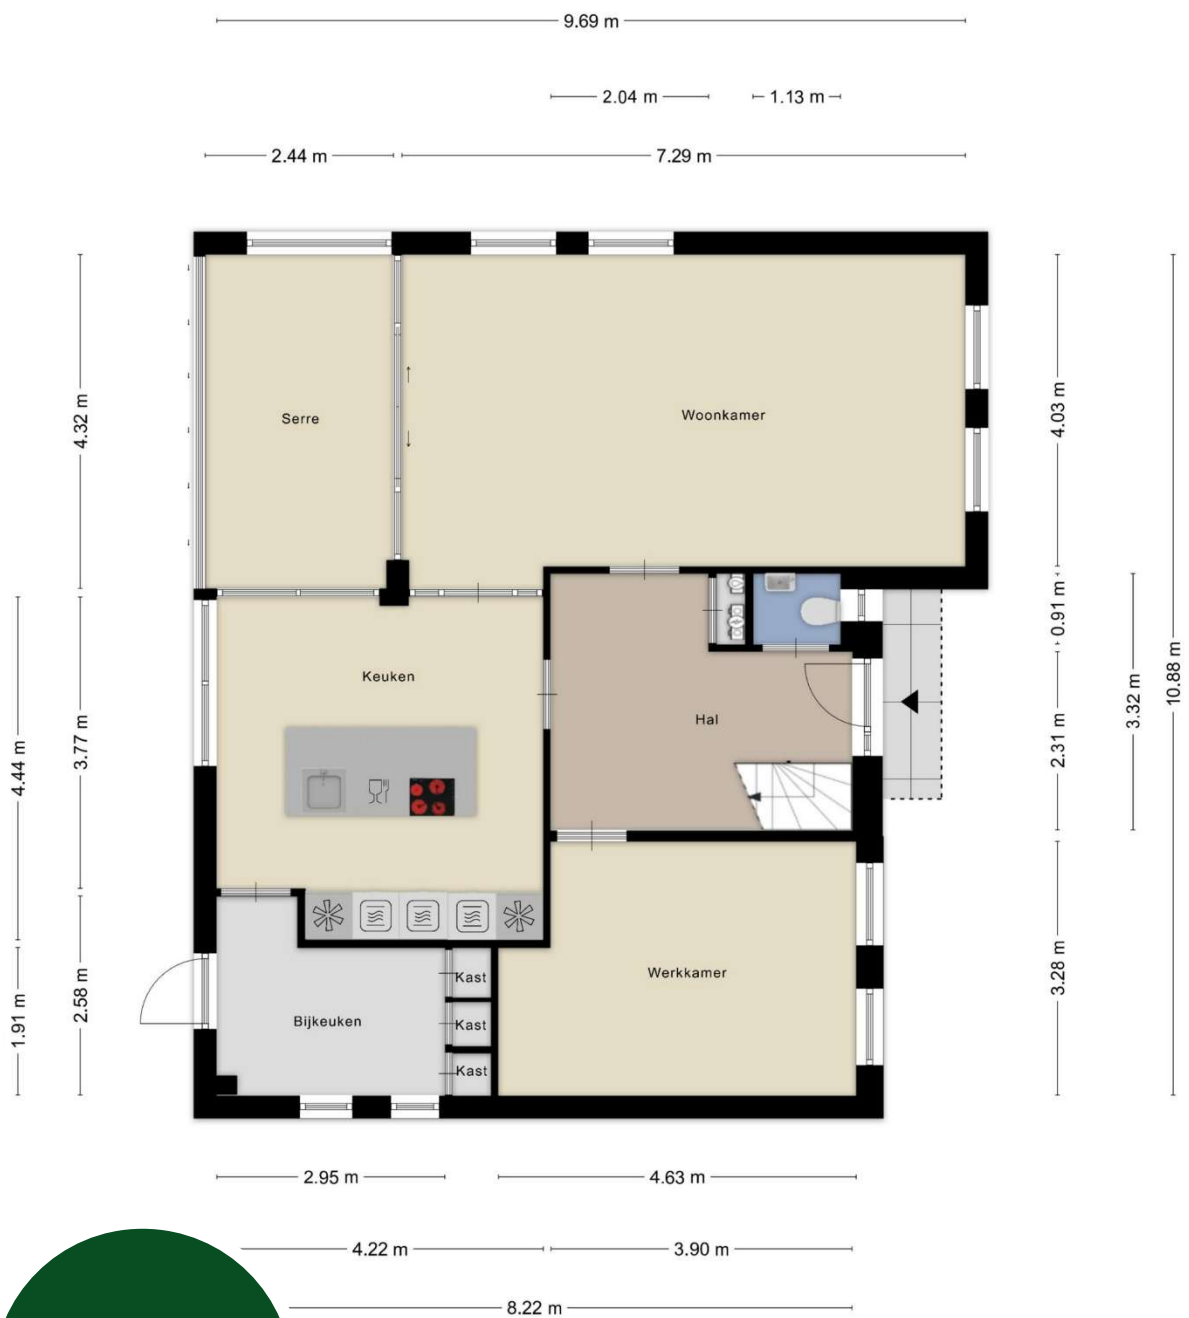 9.69 m
2.04 m
1.13 m
2.44 m
7.29 m
4.32 m
4.03 m
Serre
Woonkamer
0.91 m
3.32 m
10.88 m
Keuken
Hal
4.44 m
3.77 m
2.31 m
Werkkamer
Kast
Bijkeuken
Kast
Kast
1.91 m
2.58 m
3.28 m
2.95 m
4.63 m
4.22 m
3.90 m
8.22 m